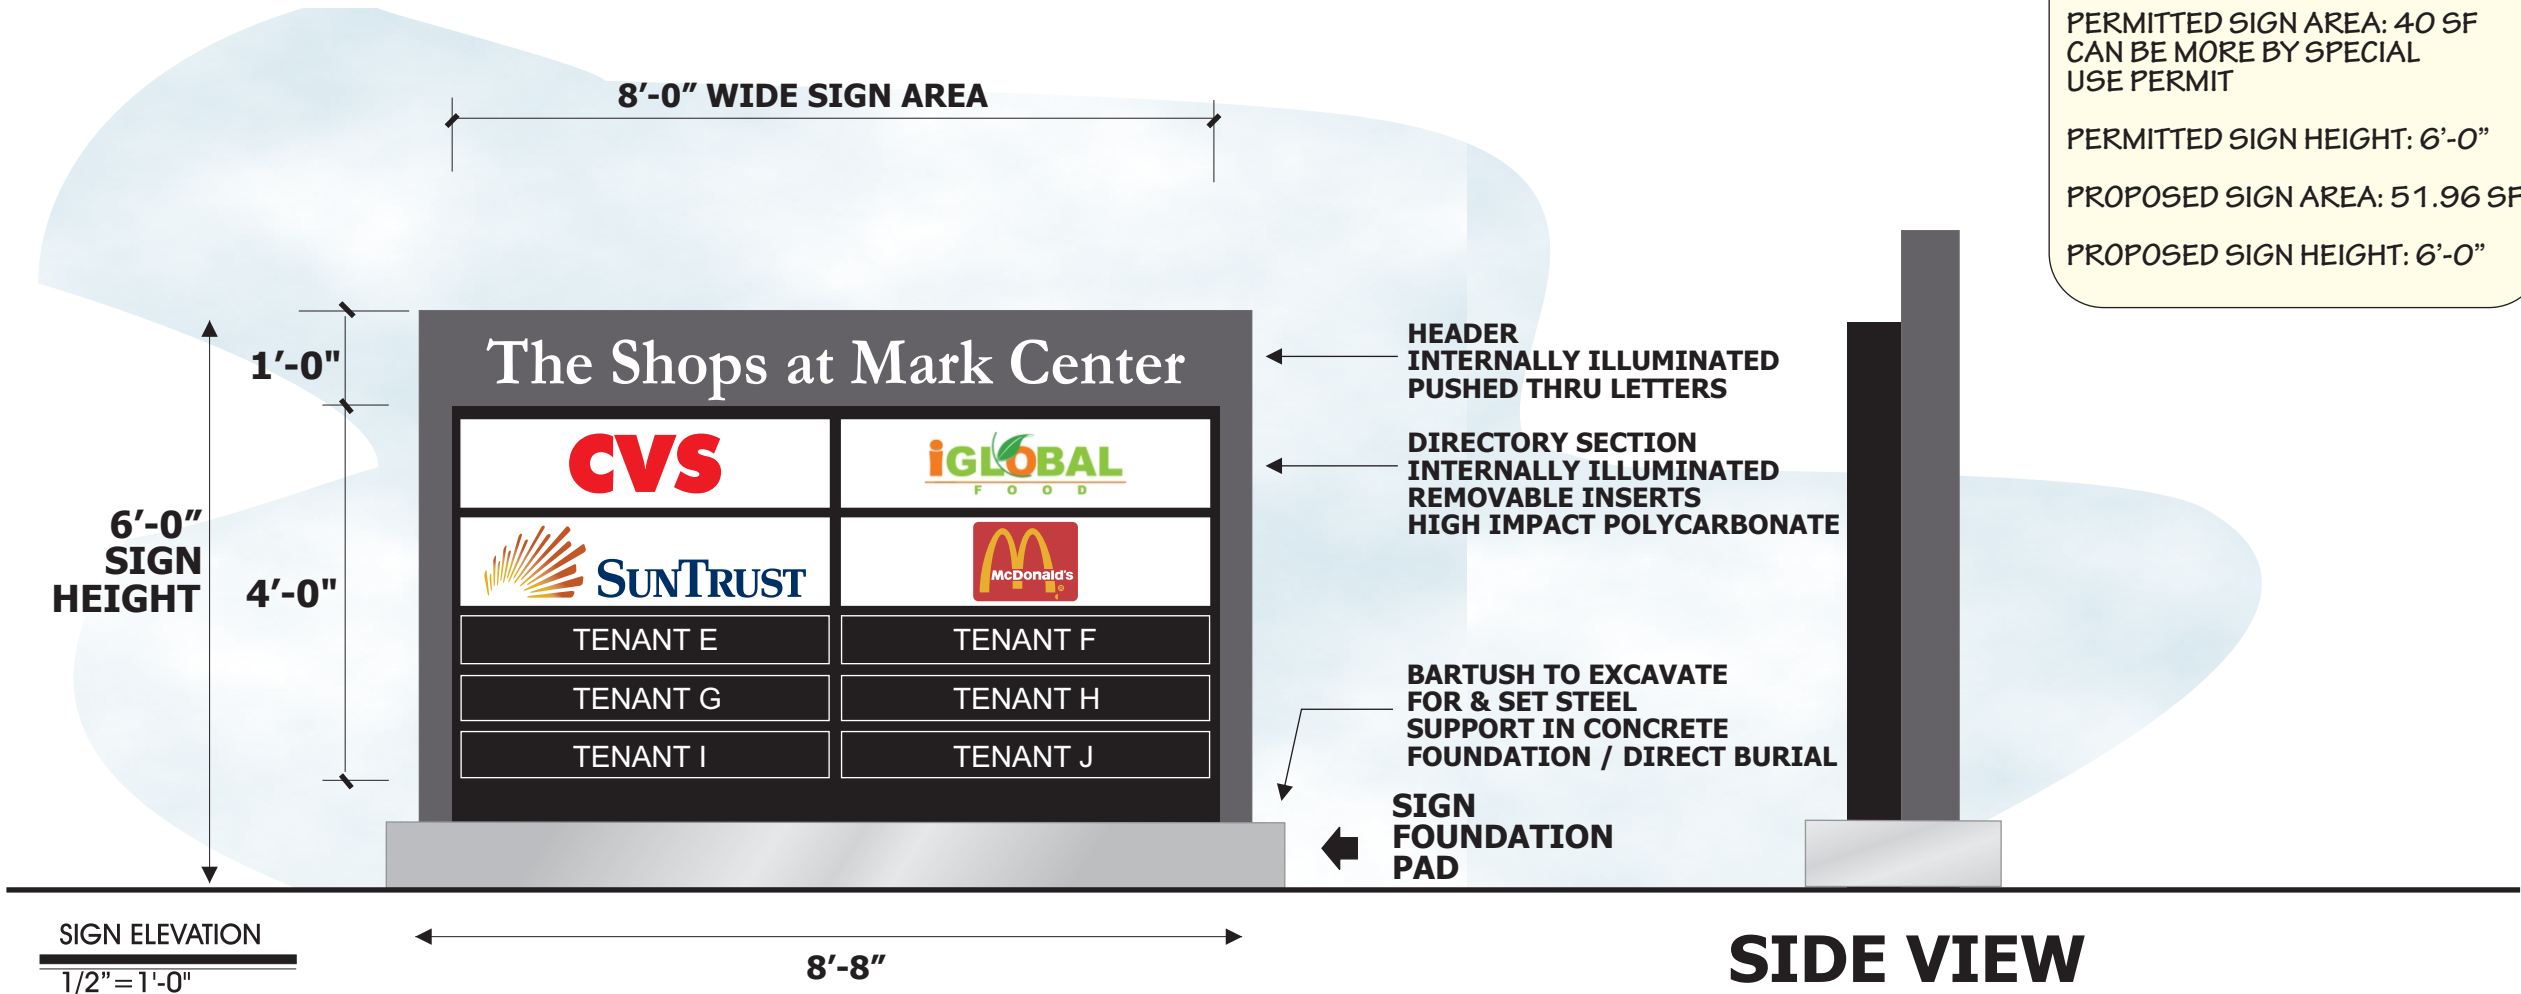 PERMITTED SIGN AREA: 40 SF
CAN BE MORE BY SPECIAL
USE PERMIT
PERMITTED SIGN HEIGHT: 6'-0"
PROPOSED SIGN AREA: 51.96 SF
PROPOSED SIGN HEIGHT: 6'-0"
8'-0" WIDE SIGN AREA
1'-0"
4'-0"
6'-0"
SIGN
HEIGHT
The Shops at Mark Center
CVS
iGLOBAL
FOOD
SUNTRUST
McDonald's
®
TENANT E
TENANT F
TENANT G
TENANT H
TENANT I
TENANT J
HEADER
INTERNALLY ILLUMINATED
PUSHED THRU LETTERS
DIRECTORY SECTION
INTERNALLY ILLUMINATED
REMOVABLE INSERTS
HIGH IMPACT POLYCARBONATE
BARTUSH TO EXCAVATE
FOR & SET STEEL
SUPPORT IN CONCRETE
FOUNDATION / DIRECT BURIAL
SIGN
FOUNDATION
PAD
SIGN ELEVATION
1/2"=1'-0"
8'-8"
SIDE VIEW